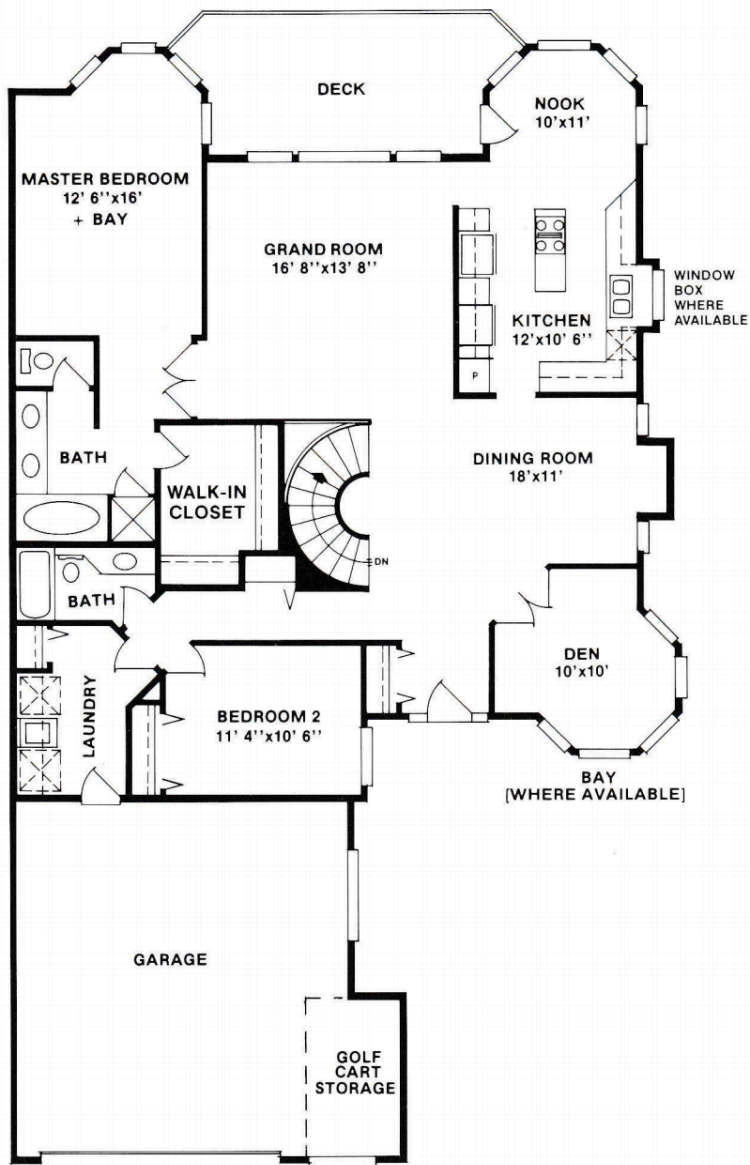 DECK
NOOK
10'x11'
MASTER BEDROOM
12' 6''x16'
+ BAY
GRAND ROOM
16' 8''x13' 8''
WINDOW
BOX
WHERE
AVAILABLE
KITCHEN
12'x10' 6''
P
BATH
WALK-IN
CLOSET
DINING ROOM
18'x11'
DN
BATH
DEN
10'x10'
LAUNDRY
BEDROOM 2
11' 4''x10' 6''
BAY
[WHERE AVAILABLE]
GARAGE
GOLF
CART
STORAGE